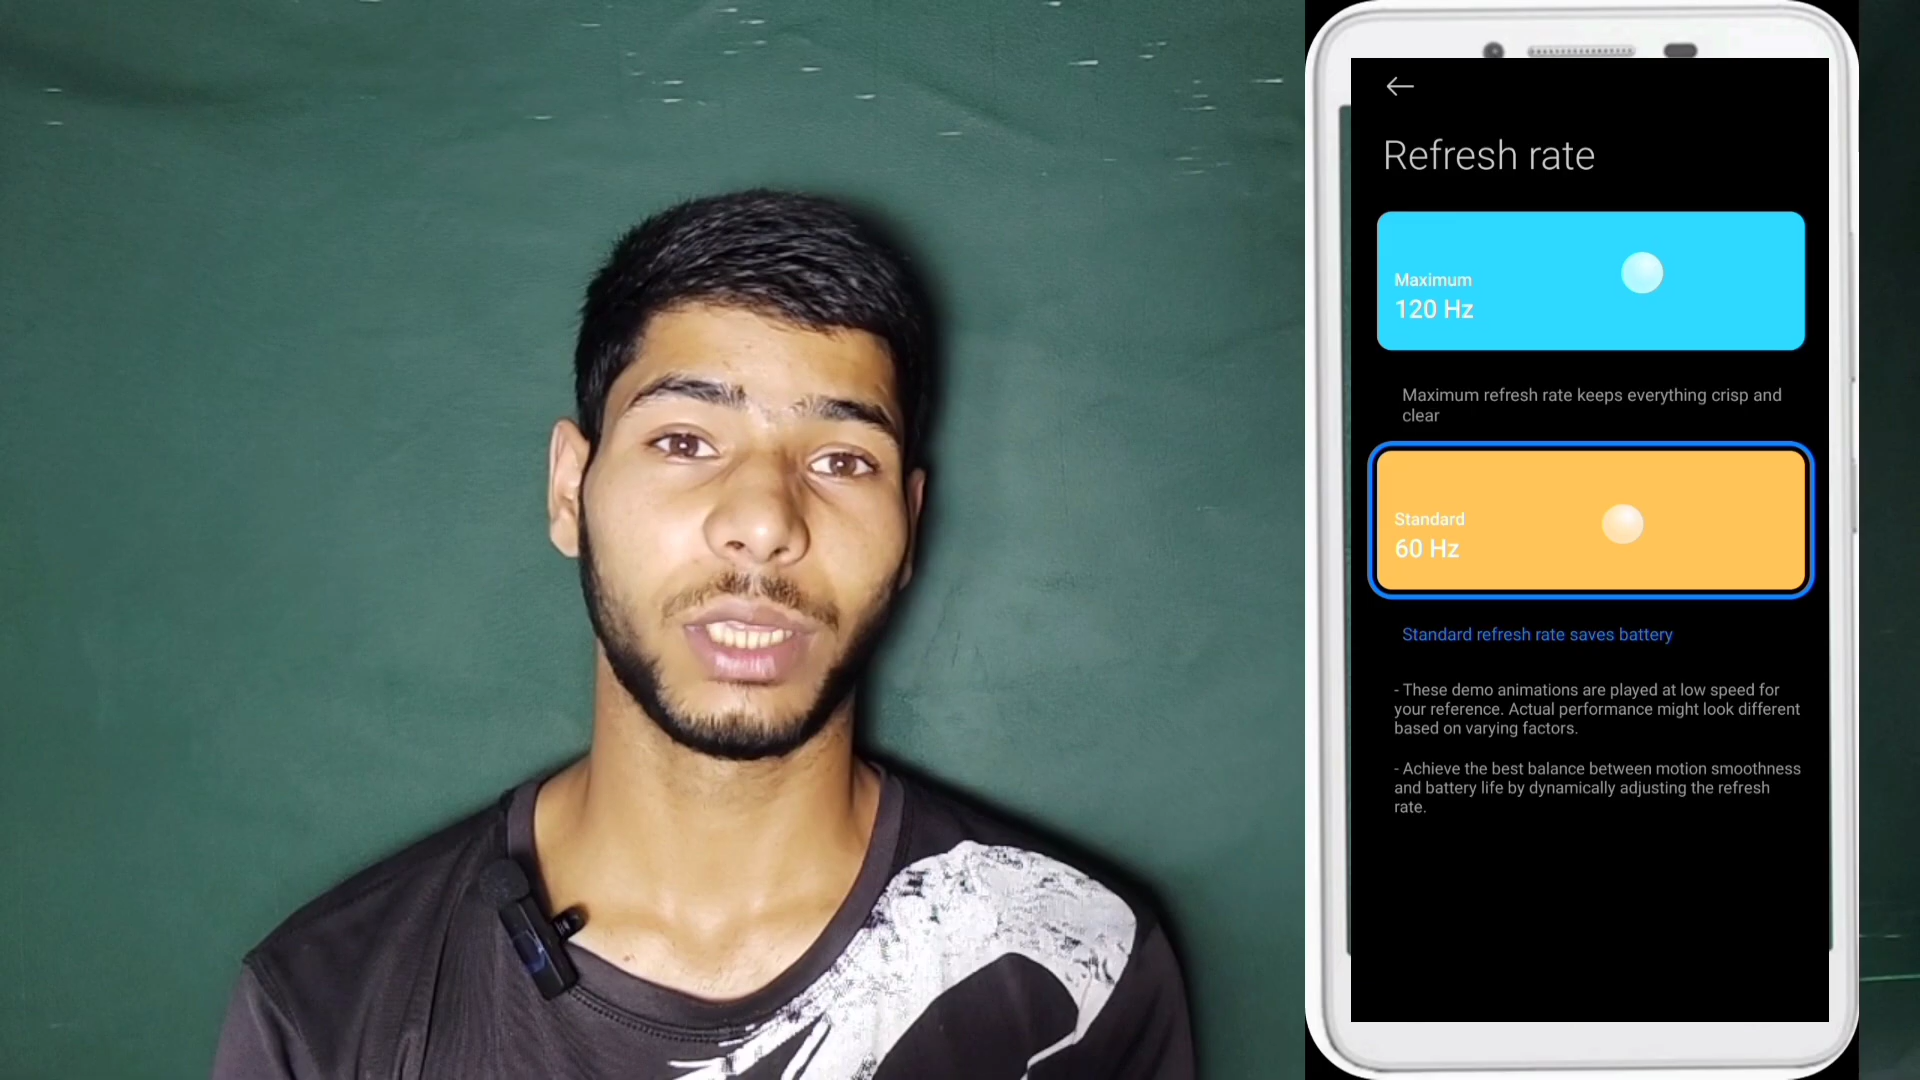 Refresh rate
Maximum
120 Hz
Maximum refresh rate keeps everything crisp and
clear
Standard
60 Hz
Standard refresh rate saves battery
- These demo animations are played at low speed for
your reference. Actual performance might look different
based on varying factors.
- Achieve the best balance between motion smoothness
and battery life by dynamically adjusting the refresh
rate.